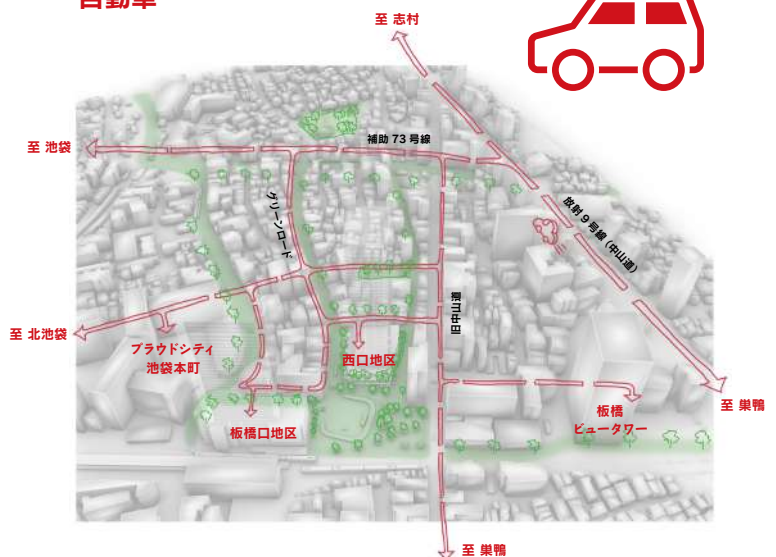 自動車
至 志村
至 池袋
補助 73 号線
グリーンロード
放射 9 号線 (中山道)
旧中山道
至 北池袋
プラウドシティ
池袋本町
西口地区
板橋口地区
板橋
ビュータワー
至 巣鴨
至 巣鴨